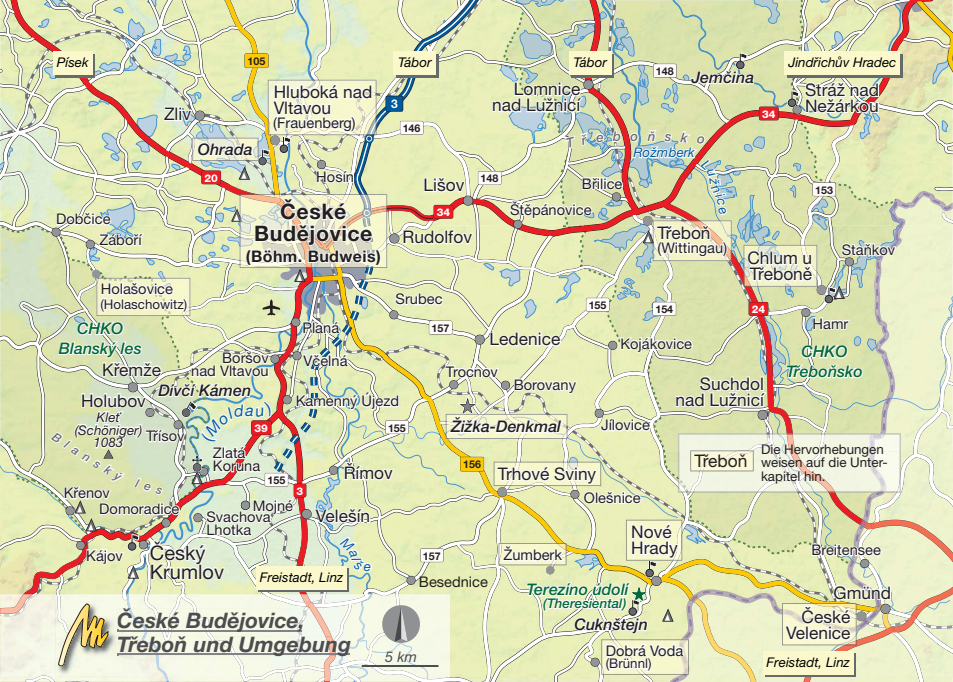 Písek
105
Tábor
3
Tábor
148
Jemčina
Jindřichův Hradec
Lomnice
nad Lužnicí
Stráž nad
Nežárkou
34
Zliv
Hluboká nad
Vltavou
(Frauenberg)
146
Třeboňsko
Rožmberk
Lužnice
Ohrada
Hosín
20
148
Lišov
Břilice
153
34
Štěpánovice
České
Budějovice
(Böhm. Budweis)
Rudolfov
Třeboň
(Wittingau)
Dobčice
Záboří
Staňkov
Chlum u
Třeboně
Holašovice
(Holaschowitz)
Srubec
155
154
24
Hamr
CHKO
Blanský les
Planá
157
Ledenice
Kojákovice
CHKO
Třeboňsko
Boršov
nad Vltavou
Včelná
Křemže
Trocnov
Borovany
Suchdol
nad Lužnicí
Dívčí Kámen
Holubov
(Moldau)
Kamenný Újezd
Kleť
(Schöniger)
1083
Třísov
39
155
Žižka-Denkmal
Jílovice
Blanský les
Zlatá
Koruna
155
Římov
156
Trhové Sviny
Třeboň
Die Hervorhebungen
weisen auf die Unter-
kapitel hin.
Křenov
3
Olešnice
Domoradice
Mojné
Svachova
Lhotka
Velešín
Malše
Nové
Hrady
Kájov
Český
Krumlov
157
Žumberk
Breitensee
Freistadt, Linz
Besednice
Terezino údolí
(Theresiental)
Gmünd
České
Velenice
Cuknštejn
České Budějovice,
Třeboň und Umgebung
5 km
Dobrá Voda
(Brünnl)
Freistadt, Linz